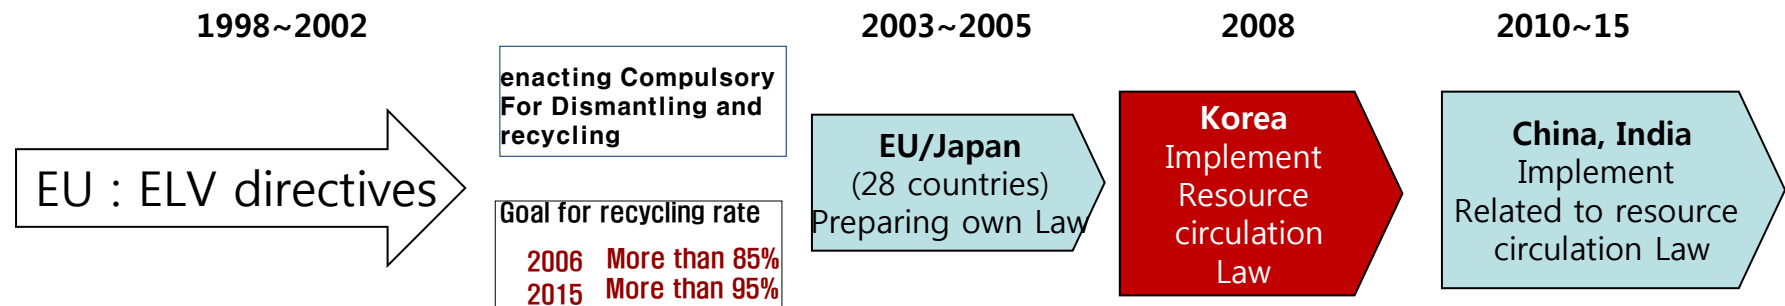 1998~2002
2003~2005
2008
2010~15
EU : ELV directives
enacting Compulsory
For Dismantling and
recycling
Goal for recycling rate
2006 More than 85%
2015 More than 95%
EU/Japan
(28 countries)
Preparing own Law
Korea
Implement
Resource
circulation
Law
China, India
Implement
Related to resource
circulation Law